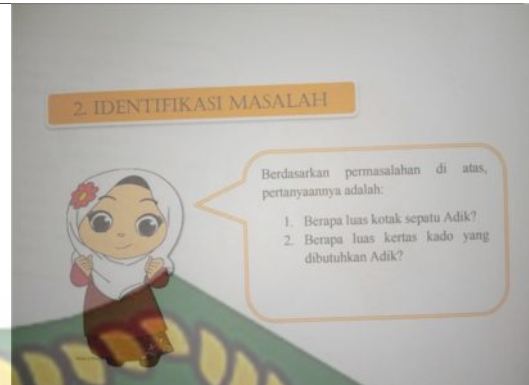 2. IDENTIFIKASI MASALAH
Berdasarkan permasalahan di atas,
pertanyaannya adalah:
1. Berapa luas kotak sepatu Adik?
2. Berapa luas kertas kado yang
dibutuhkan Adik?